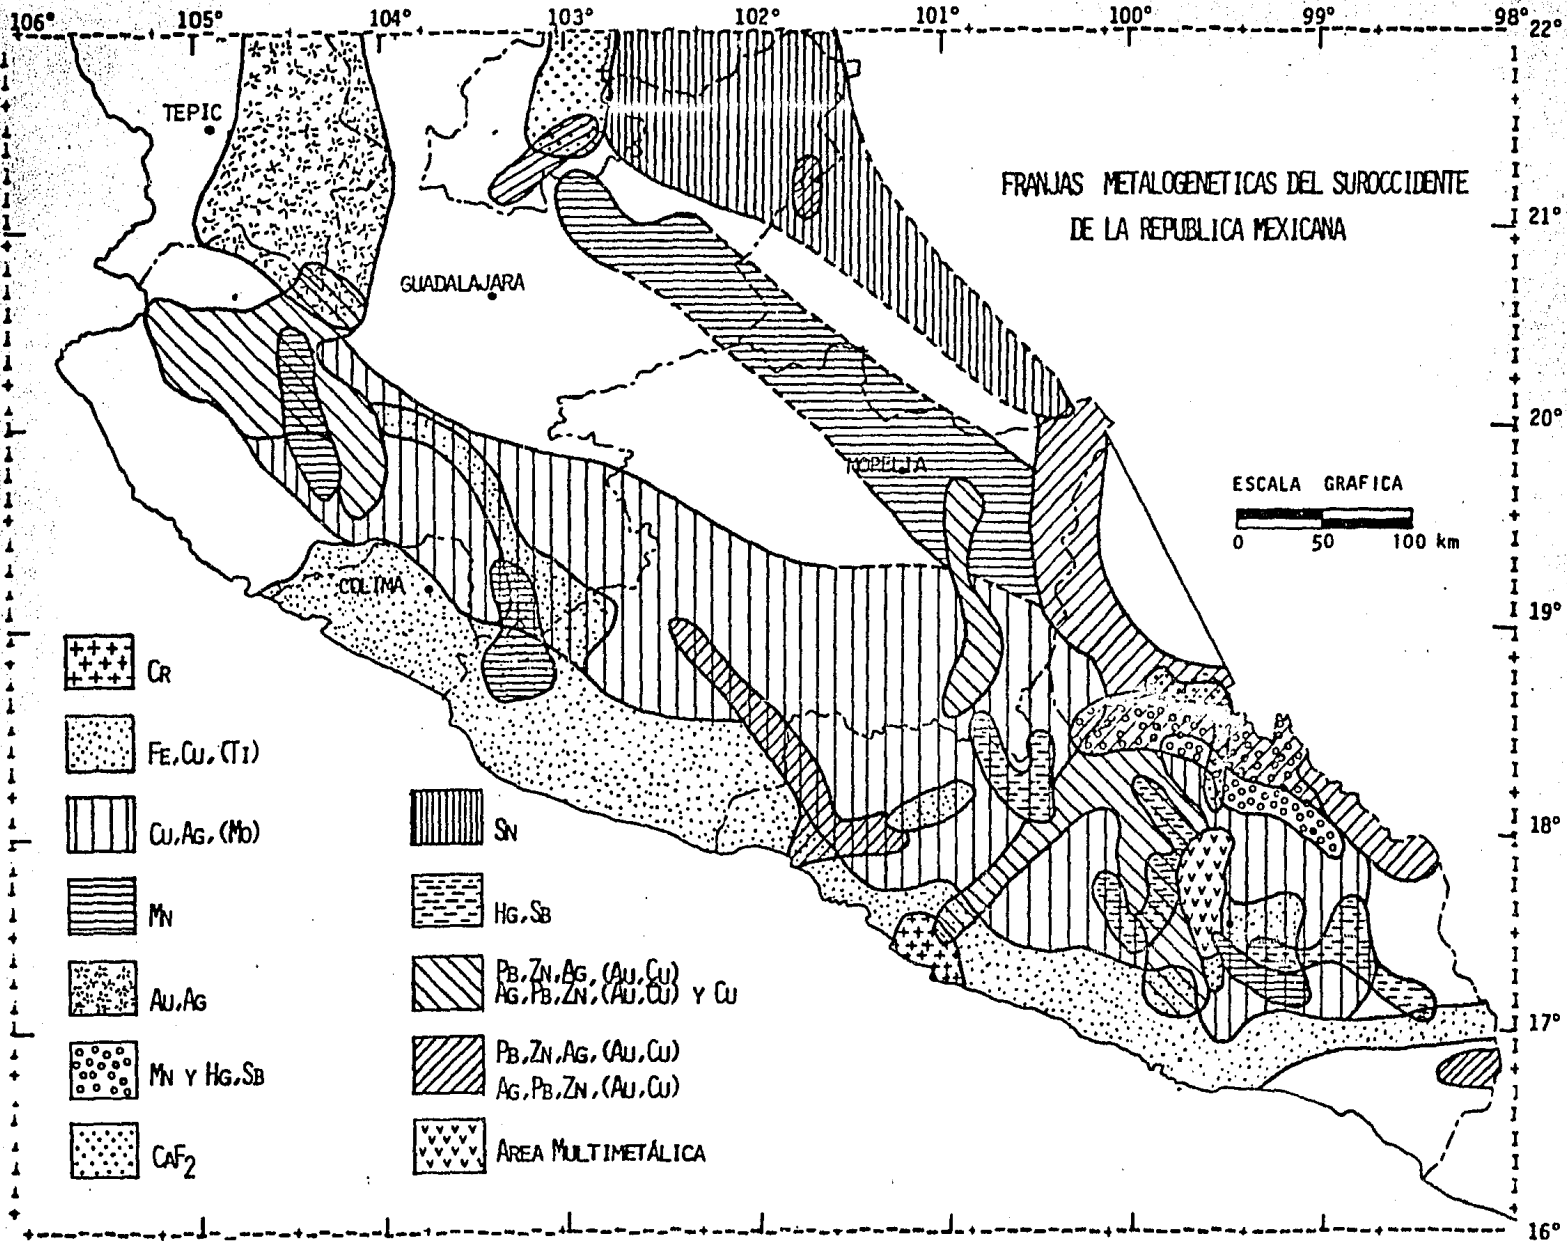 106° 105° 104° 103° 102° 101° 100° 99° 98°
22°
TEPIC
FRANJAS METALOGENETICAS DEL SUROCCIDENTE
DE LA REPUBLICA MEXICANA
21°
GUADALAJARA
20°
MORELIA
ESCALA GRAFICA
0 50 100 km
COLIMA
19°
CR
FE,CU,(TI)
CU,AG,(MO)
MN
AU,AG
MN Y HG,SB
CAF2
SN
HG,SB
PB,ZN,AG,(AU,CU)
AG,PB,ZN,(AU,CU) Y CU
PB,ZN,AG,(AU,CU)
AG,PB,ZN,(AU,CU)
AREA MULTIMETÁLICA
18°
17°
16°